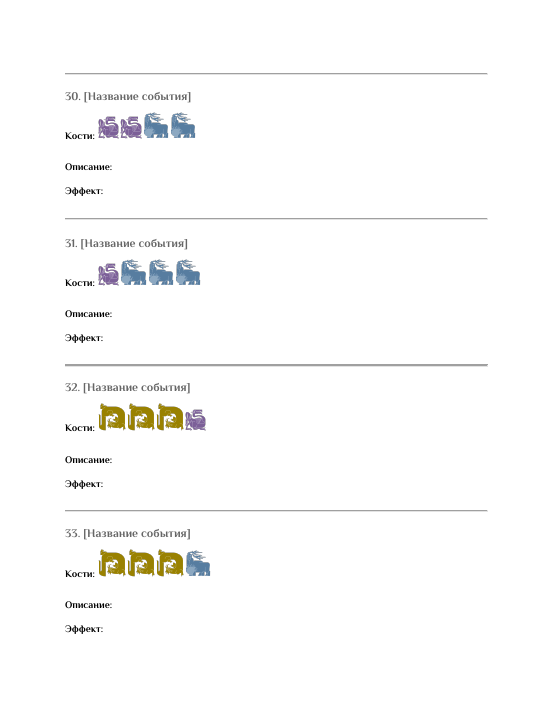 30. [Название события]
Кости:
Описание:
Эффект:
31. [Название события]
Кости:
Описание:
Эффект:
32. [Название события]
Кости:
Описание:
Эффект:
33. [Название события]
Кости:
Описание:
Эффект: